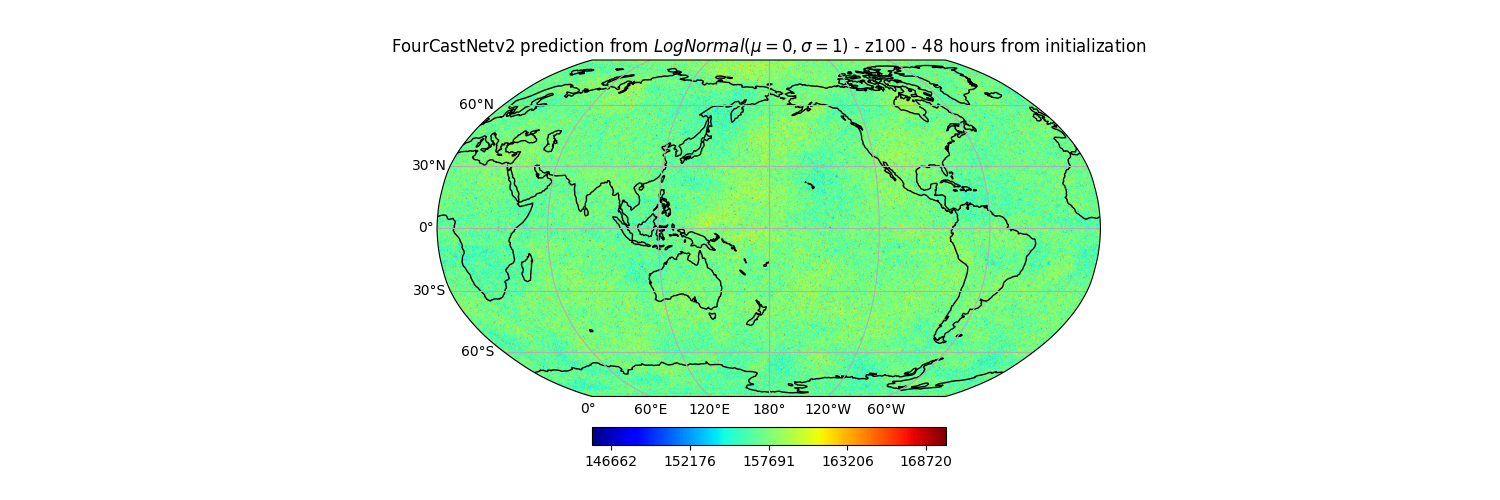 FourCastNetv2 prediction from LogNormal(μ = 0, σ = 1) - z100 - 48 hours from initialization
60°N
30°N
0°
30°S
60°S
0° 60°E 120°E 180° 120°W 60°W
146662 152176 157691 163206 168720